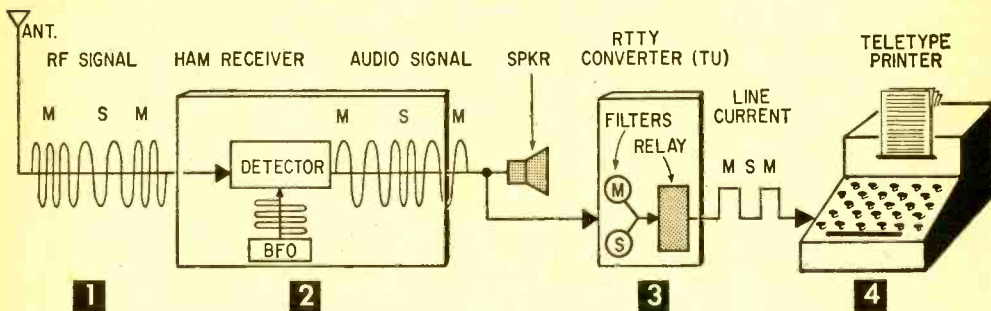 ANT.
RF SIGNAL
M S M
HAM RECEIVER
DETECTOR
BFO
AUDIO SIGNAL
M S M
SPKR
RTTY
CONVERTER (TU)
FILTERS
RELAY
M
S
LINE
CURRENT
M S M
TELETYPE
PRINTER
1
2
3
4